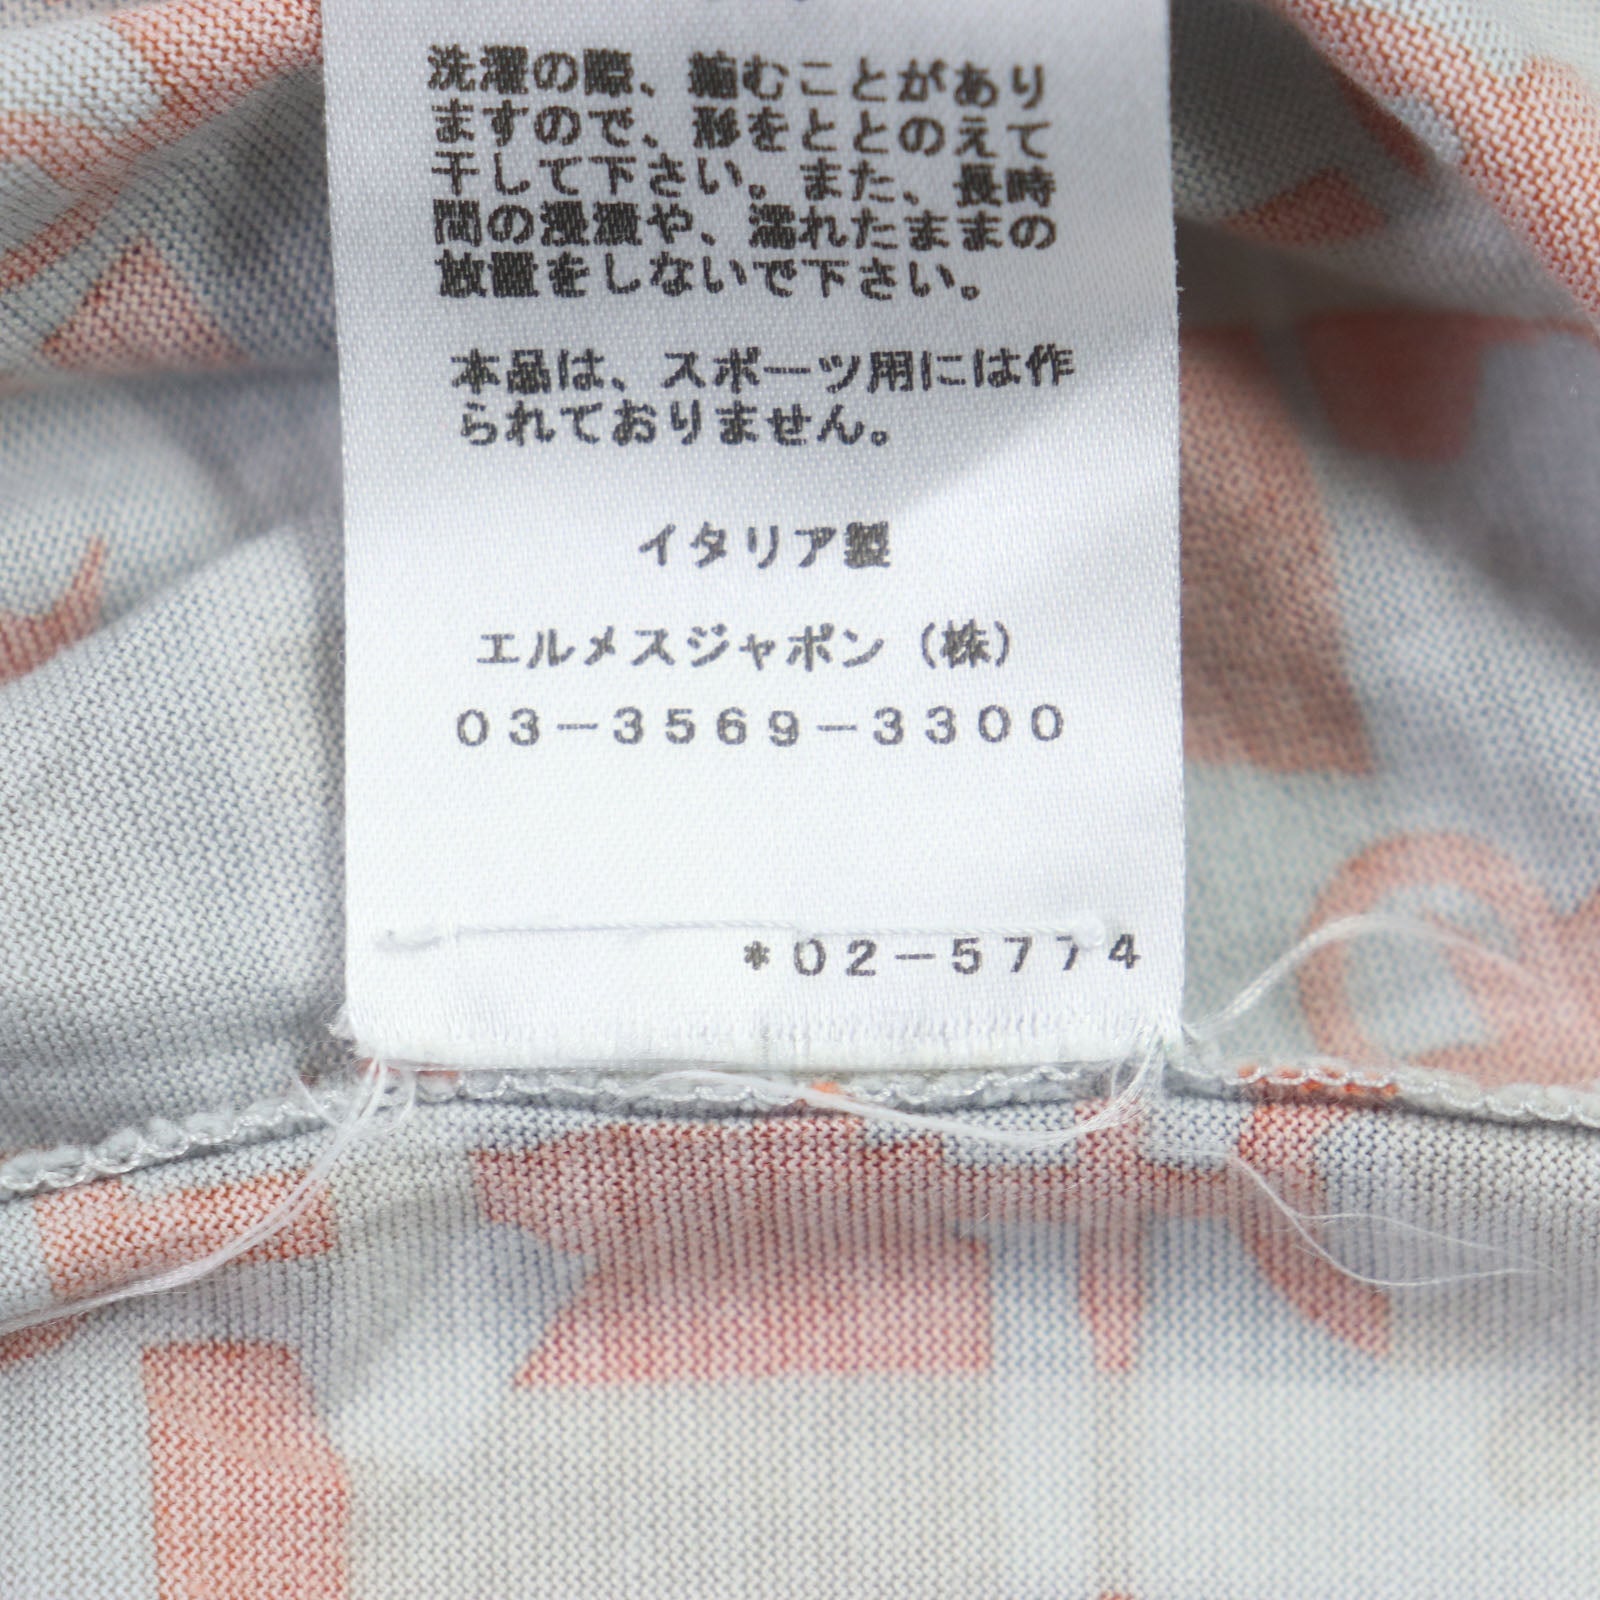 洗濯の際、縮むことがあり
ますので、形をととのえて
干して下さい。また、長時
間の浸漬や、濡れたままの
放置をしないで下さい。
本品は、スポーツ用には作
られておりません。
イタリア製
エルメスジャポン（株）
03-3569-3300
*02-5774